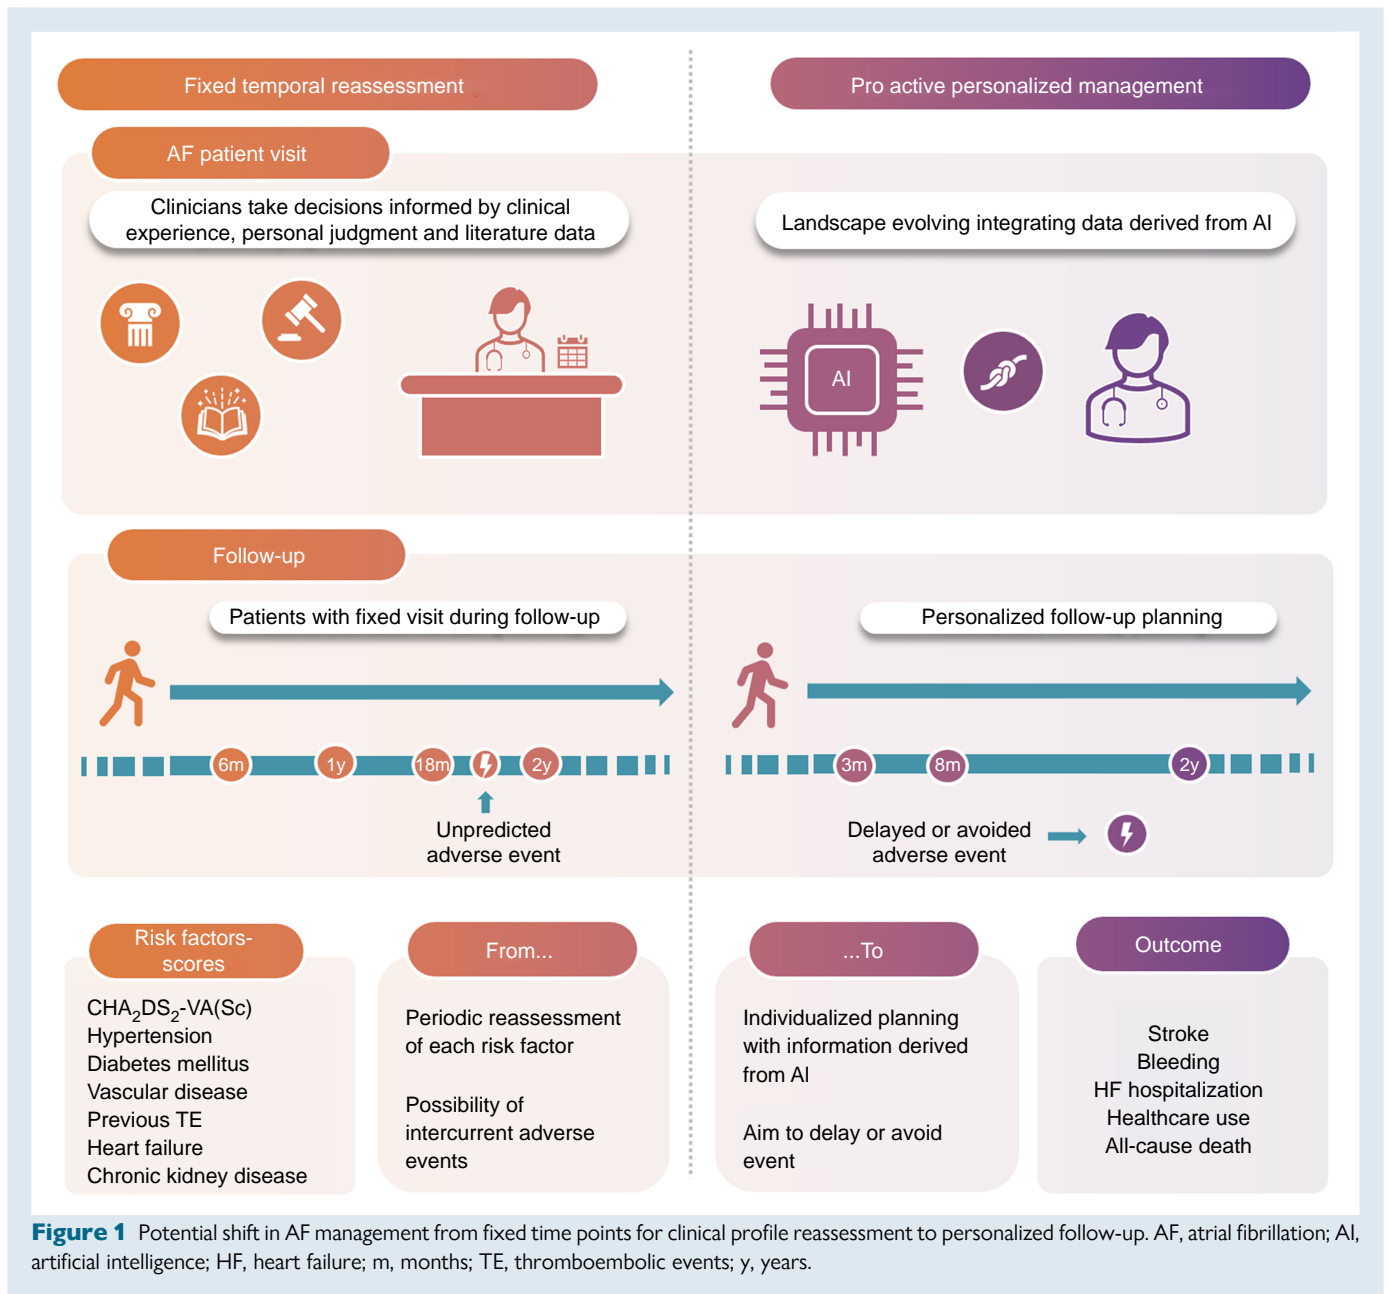 Fixed temporal reassessment
Pro active personalized management
AF patient visit
Clinicians take decisions informed by clinical
experience, personal judgment and literature data
Landscape evolving integrating data derived from AI
AI
Follow-up
Patients with fixed visit during follow-up
Personalized follow-up planning
6m
1y
18m
2y
3m
8m
2y
Unpredicted
adverse event
Delayed or avoided
adverse event
Risk factors-
scores
CHA₂DS₂-VA(Sc)
Hypertension
Diabetes mellitus
Vascular disease
Previous TE
Heart failure
Chronic kidney disease
From...
Periodic reassessment
of each risk factor
Possibility of
intercurrent adverse
events
...To
Individualized planning
with information derived
from AI
Aim to delay or avoid
event
Outcome
Stroke
Bleeding
HF hospitalization
Healthcare use
All-cause death
Figure 1 Potential shift in AF management from fixed time points for clinical profile reassessment to personalized follow-up. AF, atrial fibrillation; AI,
artificial intelligence; HF, heart failure; m, months; TE, thromboembolic events; y, years.